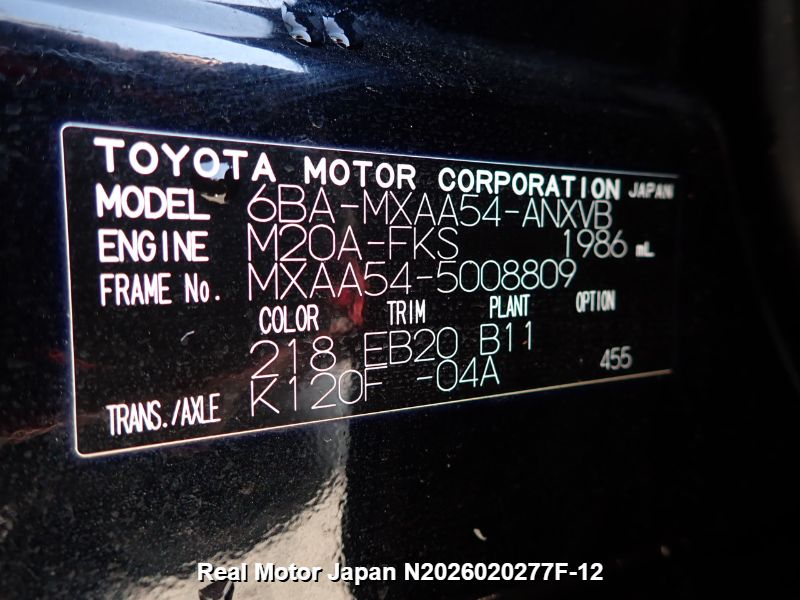 TOYOTA MOTOR CORPORATION JAPAN
MODEL 6BA-MXAA54-ANXVB
ENGINE M20A-FKS 1986 mL
FRAME No. MXAA54-5008809
COLOR TRIM PLANT OPTION
218 EB20 B11
TRANS./AXLE K120F -04A 455
Real Motor Japan N2026020277F-12